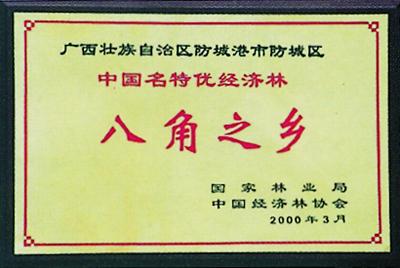 广西壮族自治区防城港市防城区
中国名特优经济林
八角之乡
国家林业局
中国经济林协会
2000年3月